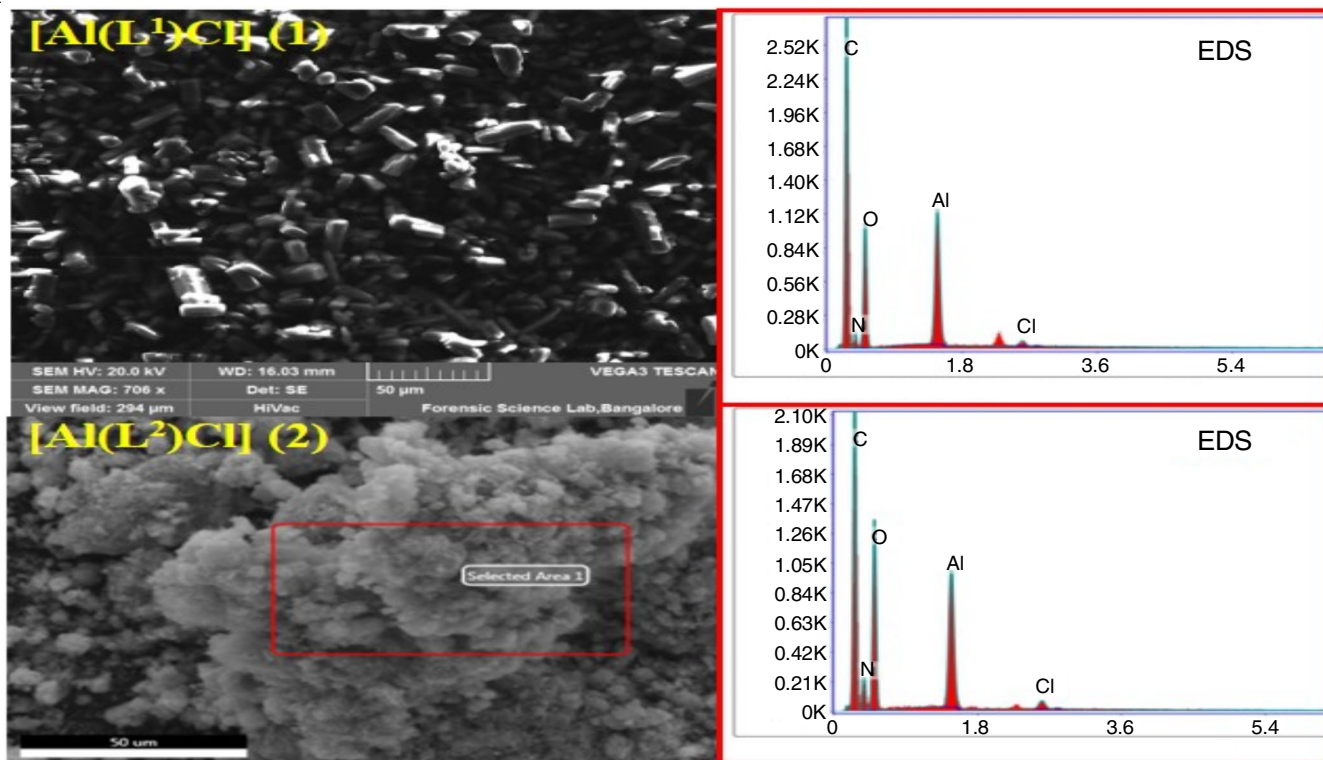 [Al(L¹)Cl] (1)
SEM HV: 20.0 kV WD: 16.03 mm VEGA3 TESCAN
SEM MAG: 706 x Det: SE 50 µm
View field: 294 µm HiVac Forensic Science Lab,Bangalore
EDS
2.52K
2.24K
1.96K
1.68K
1.40K
1.12K
0.84K
0.56K
0.28K
0K
C
O
N
Al
Cl
0 1.8 3.6 5.4
[Al(L²)Cl] (2)
Selected Area 1
50 um
EDS
2.10K
1.89K
1.68K
1.47K
1.26K
1.05K
0.84K
0.63K
0.42K
0.21K
0K
C
O
N
Al
Cl
0 1.8 3.6 5.4